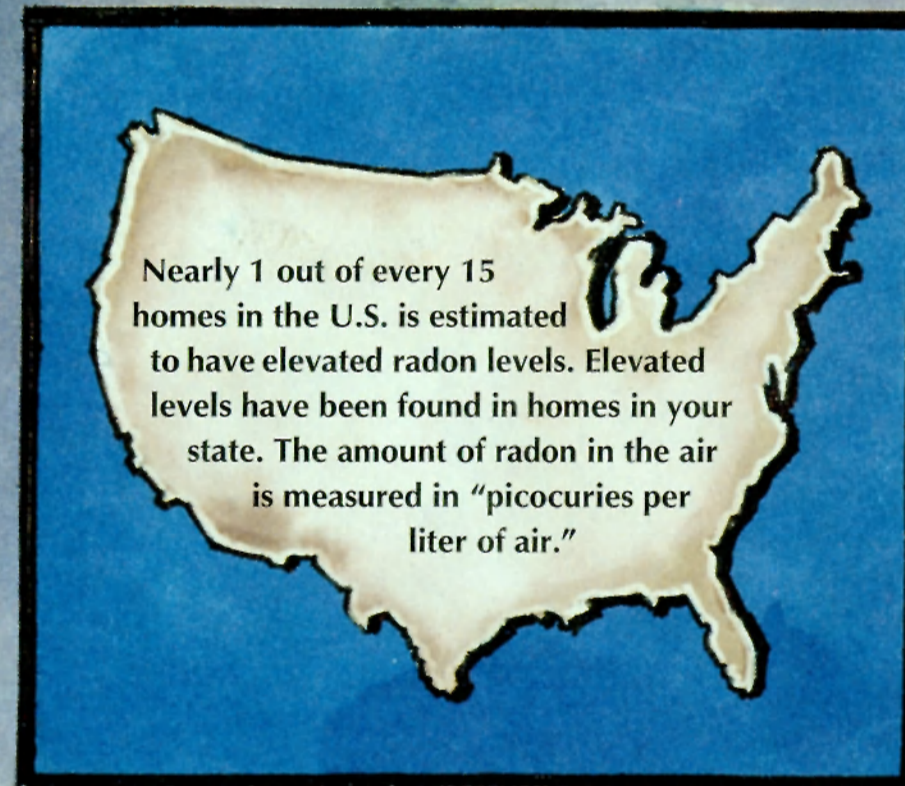 Nearly 1 out of every 15
homes in the U.S. is estimated
to have elevated radon levels. Elevated
levels have been found in homes in your
state. The amount of radon in the air
is measured in “picocuries per
liter of air.”